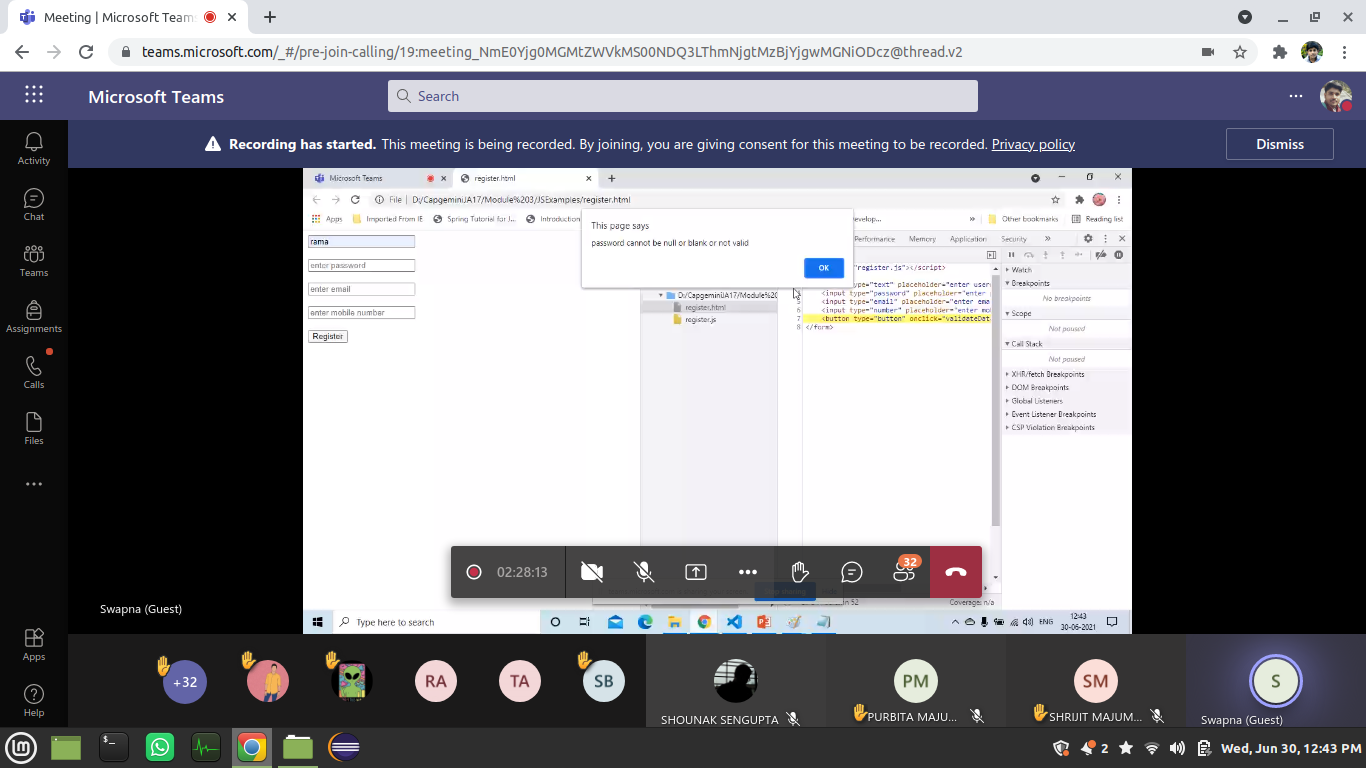 Meeting | Microsoft Team
teams.microsoft.com/_#/pre-join-calling/19:meeting_NmE0Yjg0MGMtZWVkMS00NDQ3LThmNjgtMzBjYjgwMGNiODcz@thread.v2
Microsoft Teams
Search
Recording has started. This meeting is being recorded. By joining, you are giving consent for this meeting to be recorded. Privacy policy
Dismiss
Activity
Chat
Teams
Assignments
Calls
Files
Apps
Help
Microsoft Teams
register.html
File | D:/CapgeminiJA17/Module%203/JSExamples/register.html
Apps
Imported From IE
Spring Tutorial for J...
Introduction
evelop...
»
Other bookmarks
Reading list
This page says
password cannot be null or blank or not valid
OK
rama
enter password
enter email
enter mobile number
Register
Performance
Memory
Application
Security
»
D:/CapgeminiJA17/Module%20
register.html
register.js
"register.js"></script>
type="text" placeholder="enter user
<input type="password" placeholder="enter
<input type="email" placeholder="enter ema
<input type="number" placeholder="enter mo
<button type="button" onclick="validateDat
</form>
5
6
7
8
Watch
Breakpoints
No breakpoints
Scope
Not paused
Call Stack
Not paused
XHR/fetch Breakpoints
DOM Breakpoints
Global Listeners
Event Listener Breakpoints
CSP Violation Breakpoints
52
Coverage: n/a
02:28:13
32
Swapna (Guest)
Type here to search
ENG
12:43
30-06-2021
+32
RA
TA
SB
SHOUNAK SENGUPTA
PM
PURBITA MAJU...
SM
SHRIJIT MAJUM...
S
Swapna (Guest)
2
Wed, Jun 30, 12:43 PM